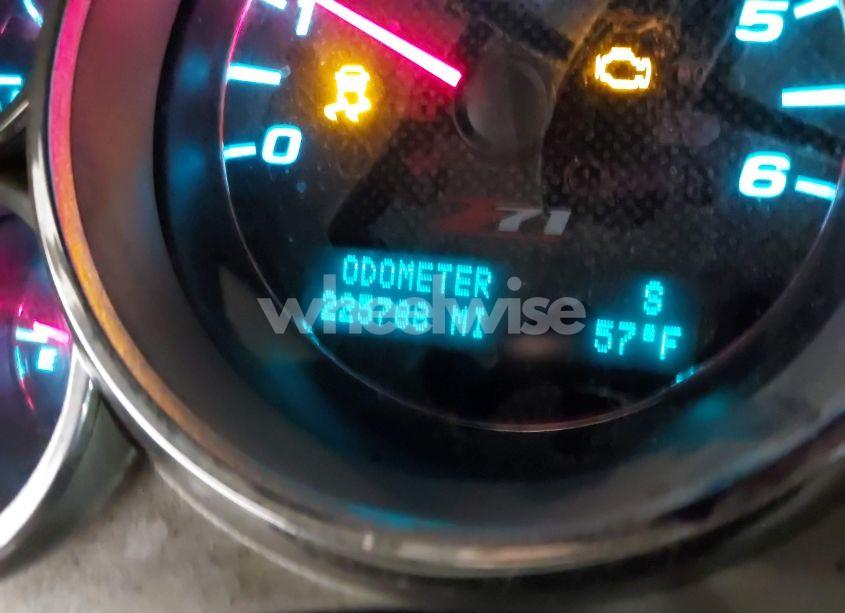 1
5
0
6
Z71
ODOMETER
S
MI
57°F
wheelwise